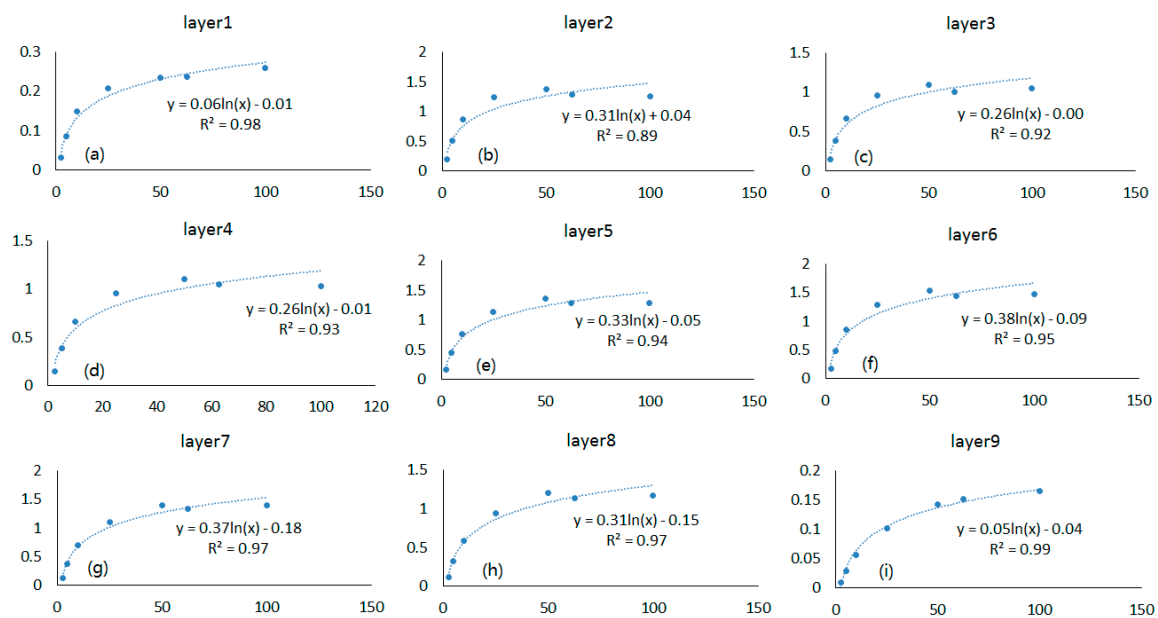 layer1
0.3
0.2
0.1
0
y = 0.06ln(x) - 0.01
R² = 0.98
(a)
0 50 100 150
layer2
2
1.5
1
0.5
0
y = 0.31ln(x) + 0.04
R² = 0.89
(b)
0 50 100 150
layer3
1.5
1
0.5
0
y = 0.26ln(x) - 0.00
R² = 0.92
(c)
0 50 100 150
layer4
1.5
1
0.5
0
y = 0.26ln(x) - 0.01
R² = 0.93
(d)
0 20 40 60 80 100 120
layer5
2
1.5
1
0.5
0
y = 0.33ln(x) - 0.05
R² = 0.94
(e)
0 50 100 150
layer6
2
1.5
1
0.5
0
y = 0.38ln(x) - 0.09
R² = 0.95
(f)
0 50 100 150
layer7
2
1.5
1
0.5
0
y = 0.37ln(x) - 0.18
R² = 0.97
(g)
0 50 100 150
layer8
1.5
1
0.5
0
y = 0.31ln(x) - 0.15
R² = 0.97
(h)
0 50 100 150
layer9
0.2
0.15
0.1
0.05
0
y = 0.05ln(x) - 0.04
R² = 0.99
(i)
0 50 100 150